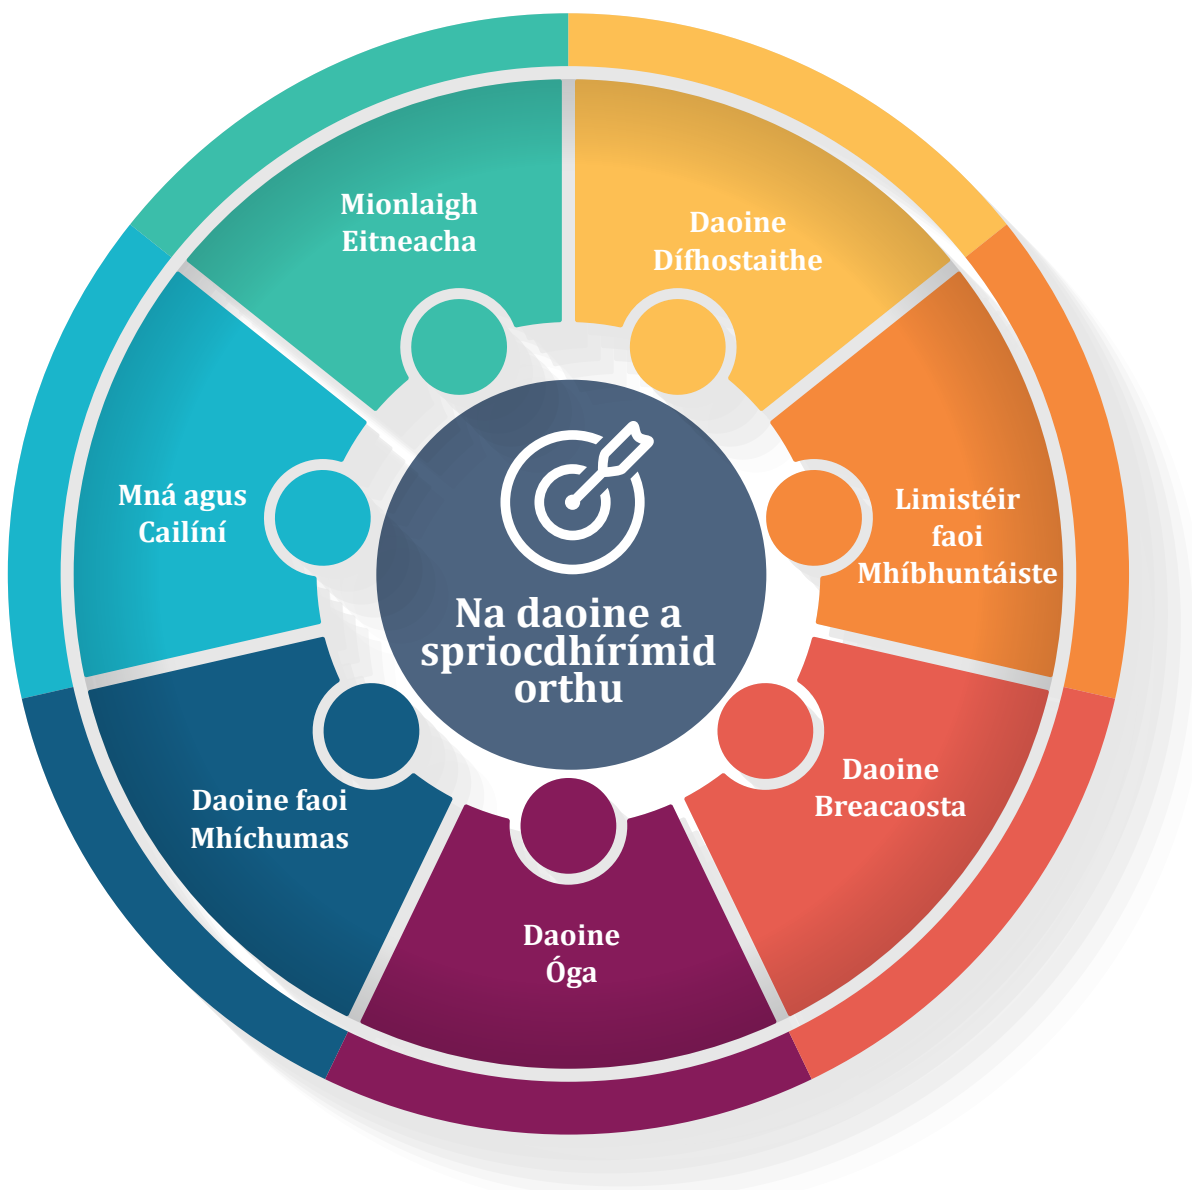 Mionlaigh
Eitneacha
Daoine
Dífhostaithe
Mná agus
Cailíní
Limistéir
faoi
Mhíbhuntáiste
Na daoine a
spriocdhírímid
orthu
Daoine faoi
Mhíchumas
Daoine
Breacaosta
Daoine
Óga